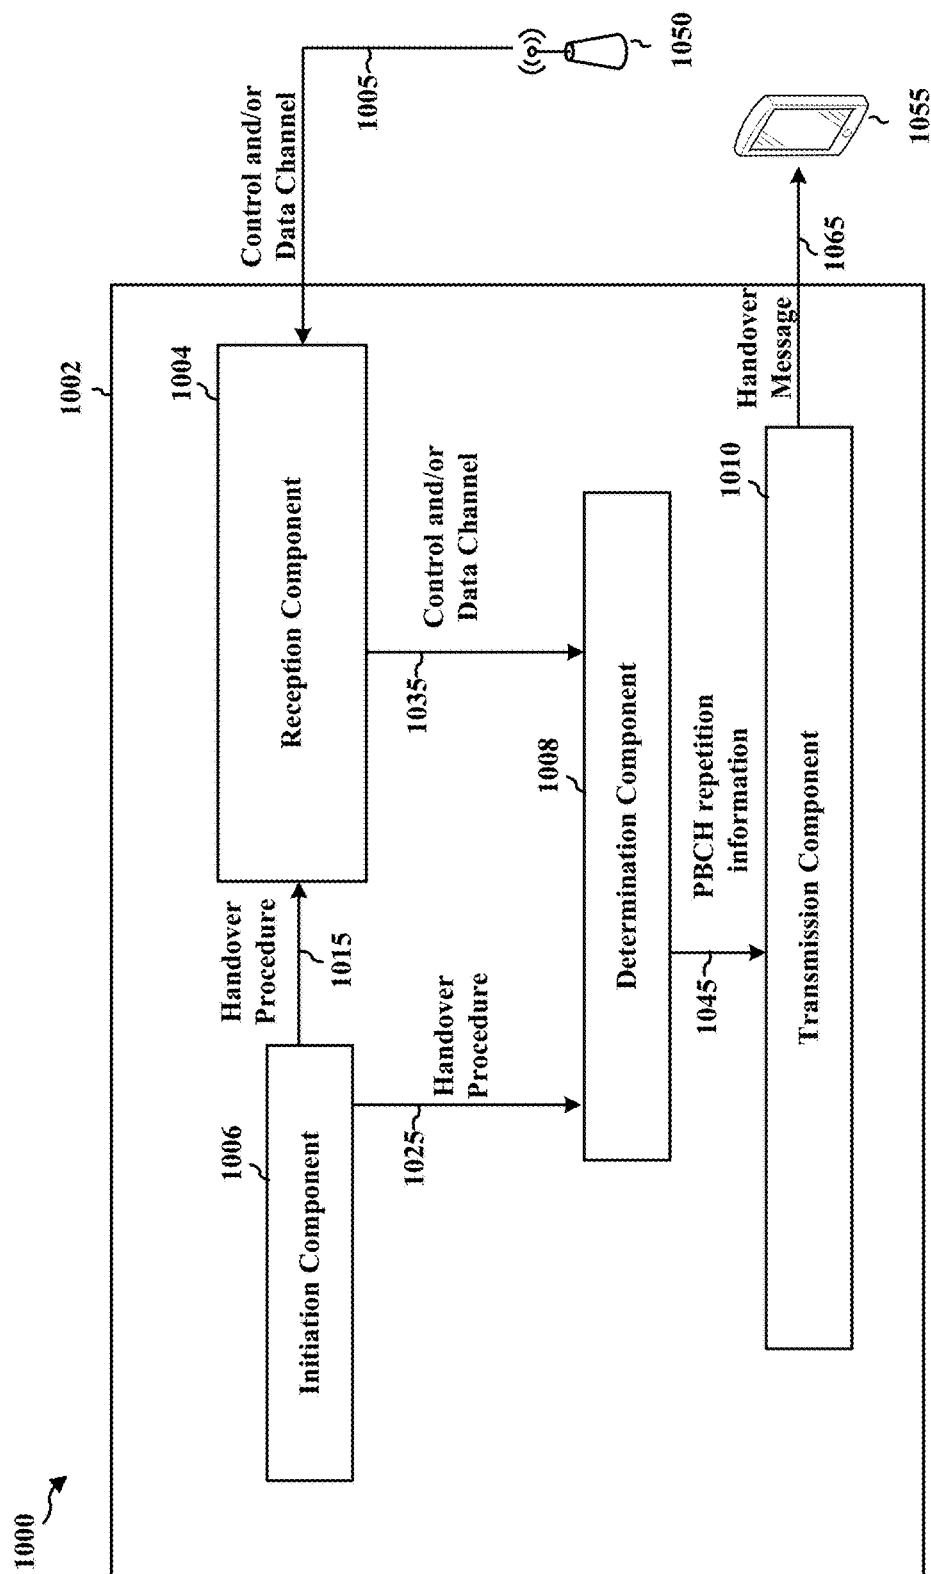 1000
1002
1006
Initiation Component
Handover
Procedure
1015
1004
Reception Component
Control and/or
Data Channel
1005
1050
1025
Handover
Procedure
1035
Control and/or
Data Channel
1008
Determination Component
1045
PBCH repetition
information
1010
Transmission Component
Handover
Message
1065
1055